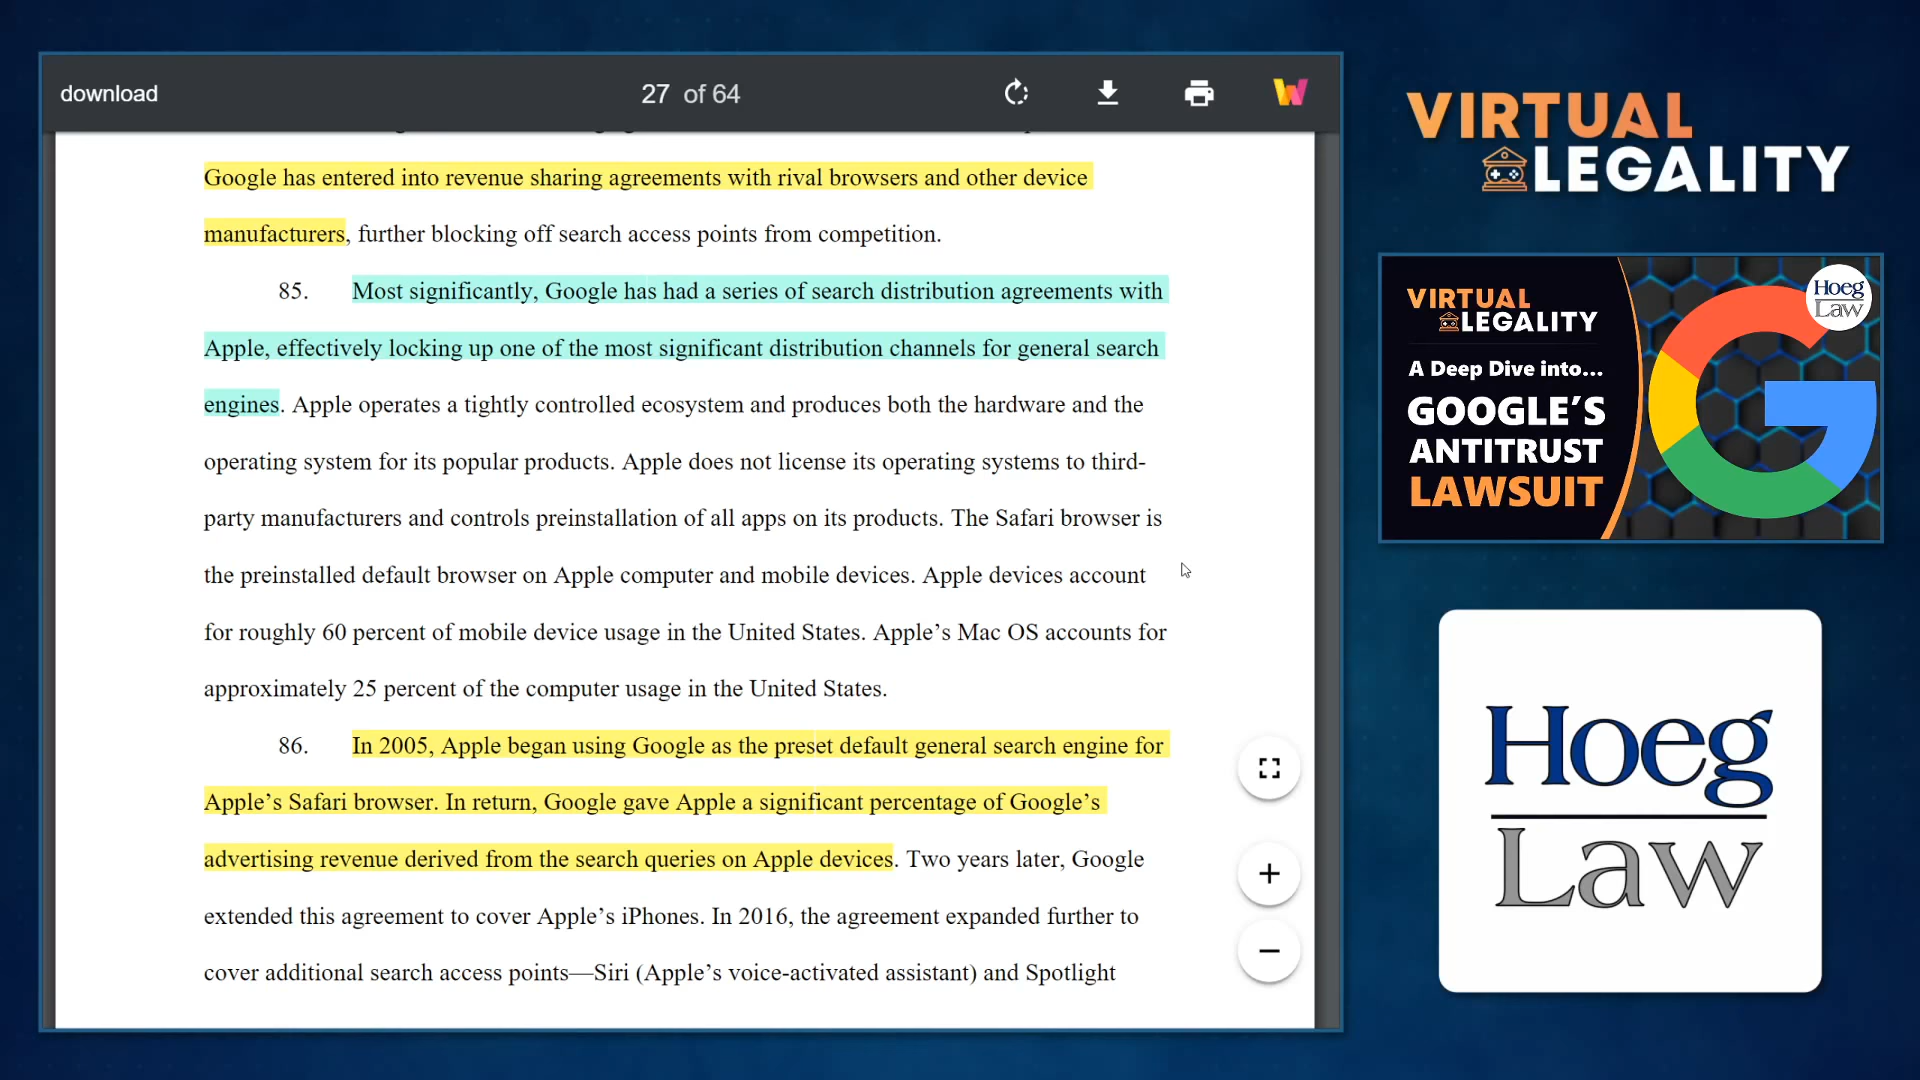 download
27 of 64
Google has entered into revenue sharing agreements with rival browsers and other device
manufacturers, further blocking off search access points from competition.
85. Most significantly, Google has had a series of search distribution agreements with
Apple, effectively locking up one of the most significant distribution channels for general search
engines. Apple operates a tightly controlled ecosystem and produces both the hardware and the
operating system for its popular products. Apple does not license its operating systems to third-
party manufacturers and controls preinstallation of all apps on its products. The Safari browser is
the preinstalled default browser on Apple computer and mobile devices. Apple devices account
for roughly 60 percent of mobile device usage in the United States. Apple’s Mac OS accounts for
approximately 25 percent of the computer usage in the United States.
86. In 2005, Apple began using Google as the preset default general search engine for
Apple’s Safari browser. In return, Google gave Apple a significant percentage of Google’s
advertising revenue derived from the search queries on Apple devices. Two years later, Google
extended this agreement to cover Apple’s iPhones. In 2016, the agreement expanded further to
cover additional search access points—Siri (Apple’s voice-activated assistant) and Spotlight
VIRTUAL
LEGALITY
VIRTUAL
LEGALITY
A Deep Dive into...
GOOGLE’S
ANTITRUST
LAWSUIT
Hoeg
Law
Hoeg
Law